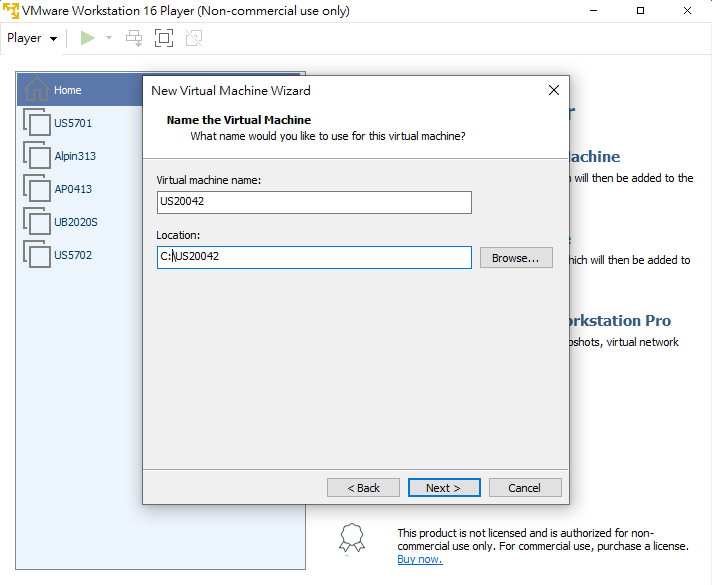 VMware Workstation 16 Player (Non-commercial use only)
Player
Home
US5701
Alpin313
AP0413
UB2020S
US5702
New Virtual Machine Wizard
Name the Virtual Machine
What name would you like to use for this virtual machine?
Virtual machine name:
US20042
Location:
C:\US20042
Browse...
< Back
Next >
Cancel
will then be added to the
which will then be added to
orkstation Pro
pshots, virtual network
This product is not licensed and is authorized for non-
commercial use only. For commercial use, purchase a license.
Buy now.